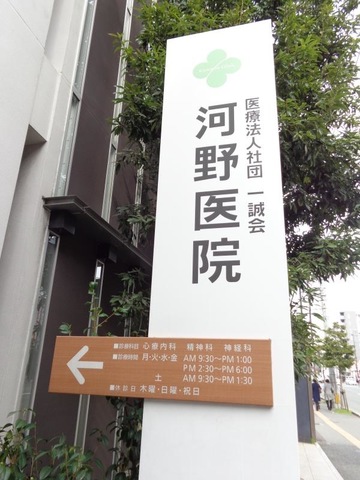 医療法人社団 一誠会
河野医院
■診療科目 心療内科 精神科 神経科
■診療時間 月・火・水・金 AM 9:30〜PM 1:00
PM 2:30〜PM 6:00
土 AM 9:30〜PM 1:30
■休診日 木曜・日曜・祝日